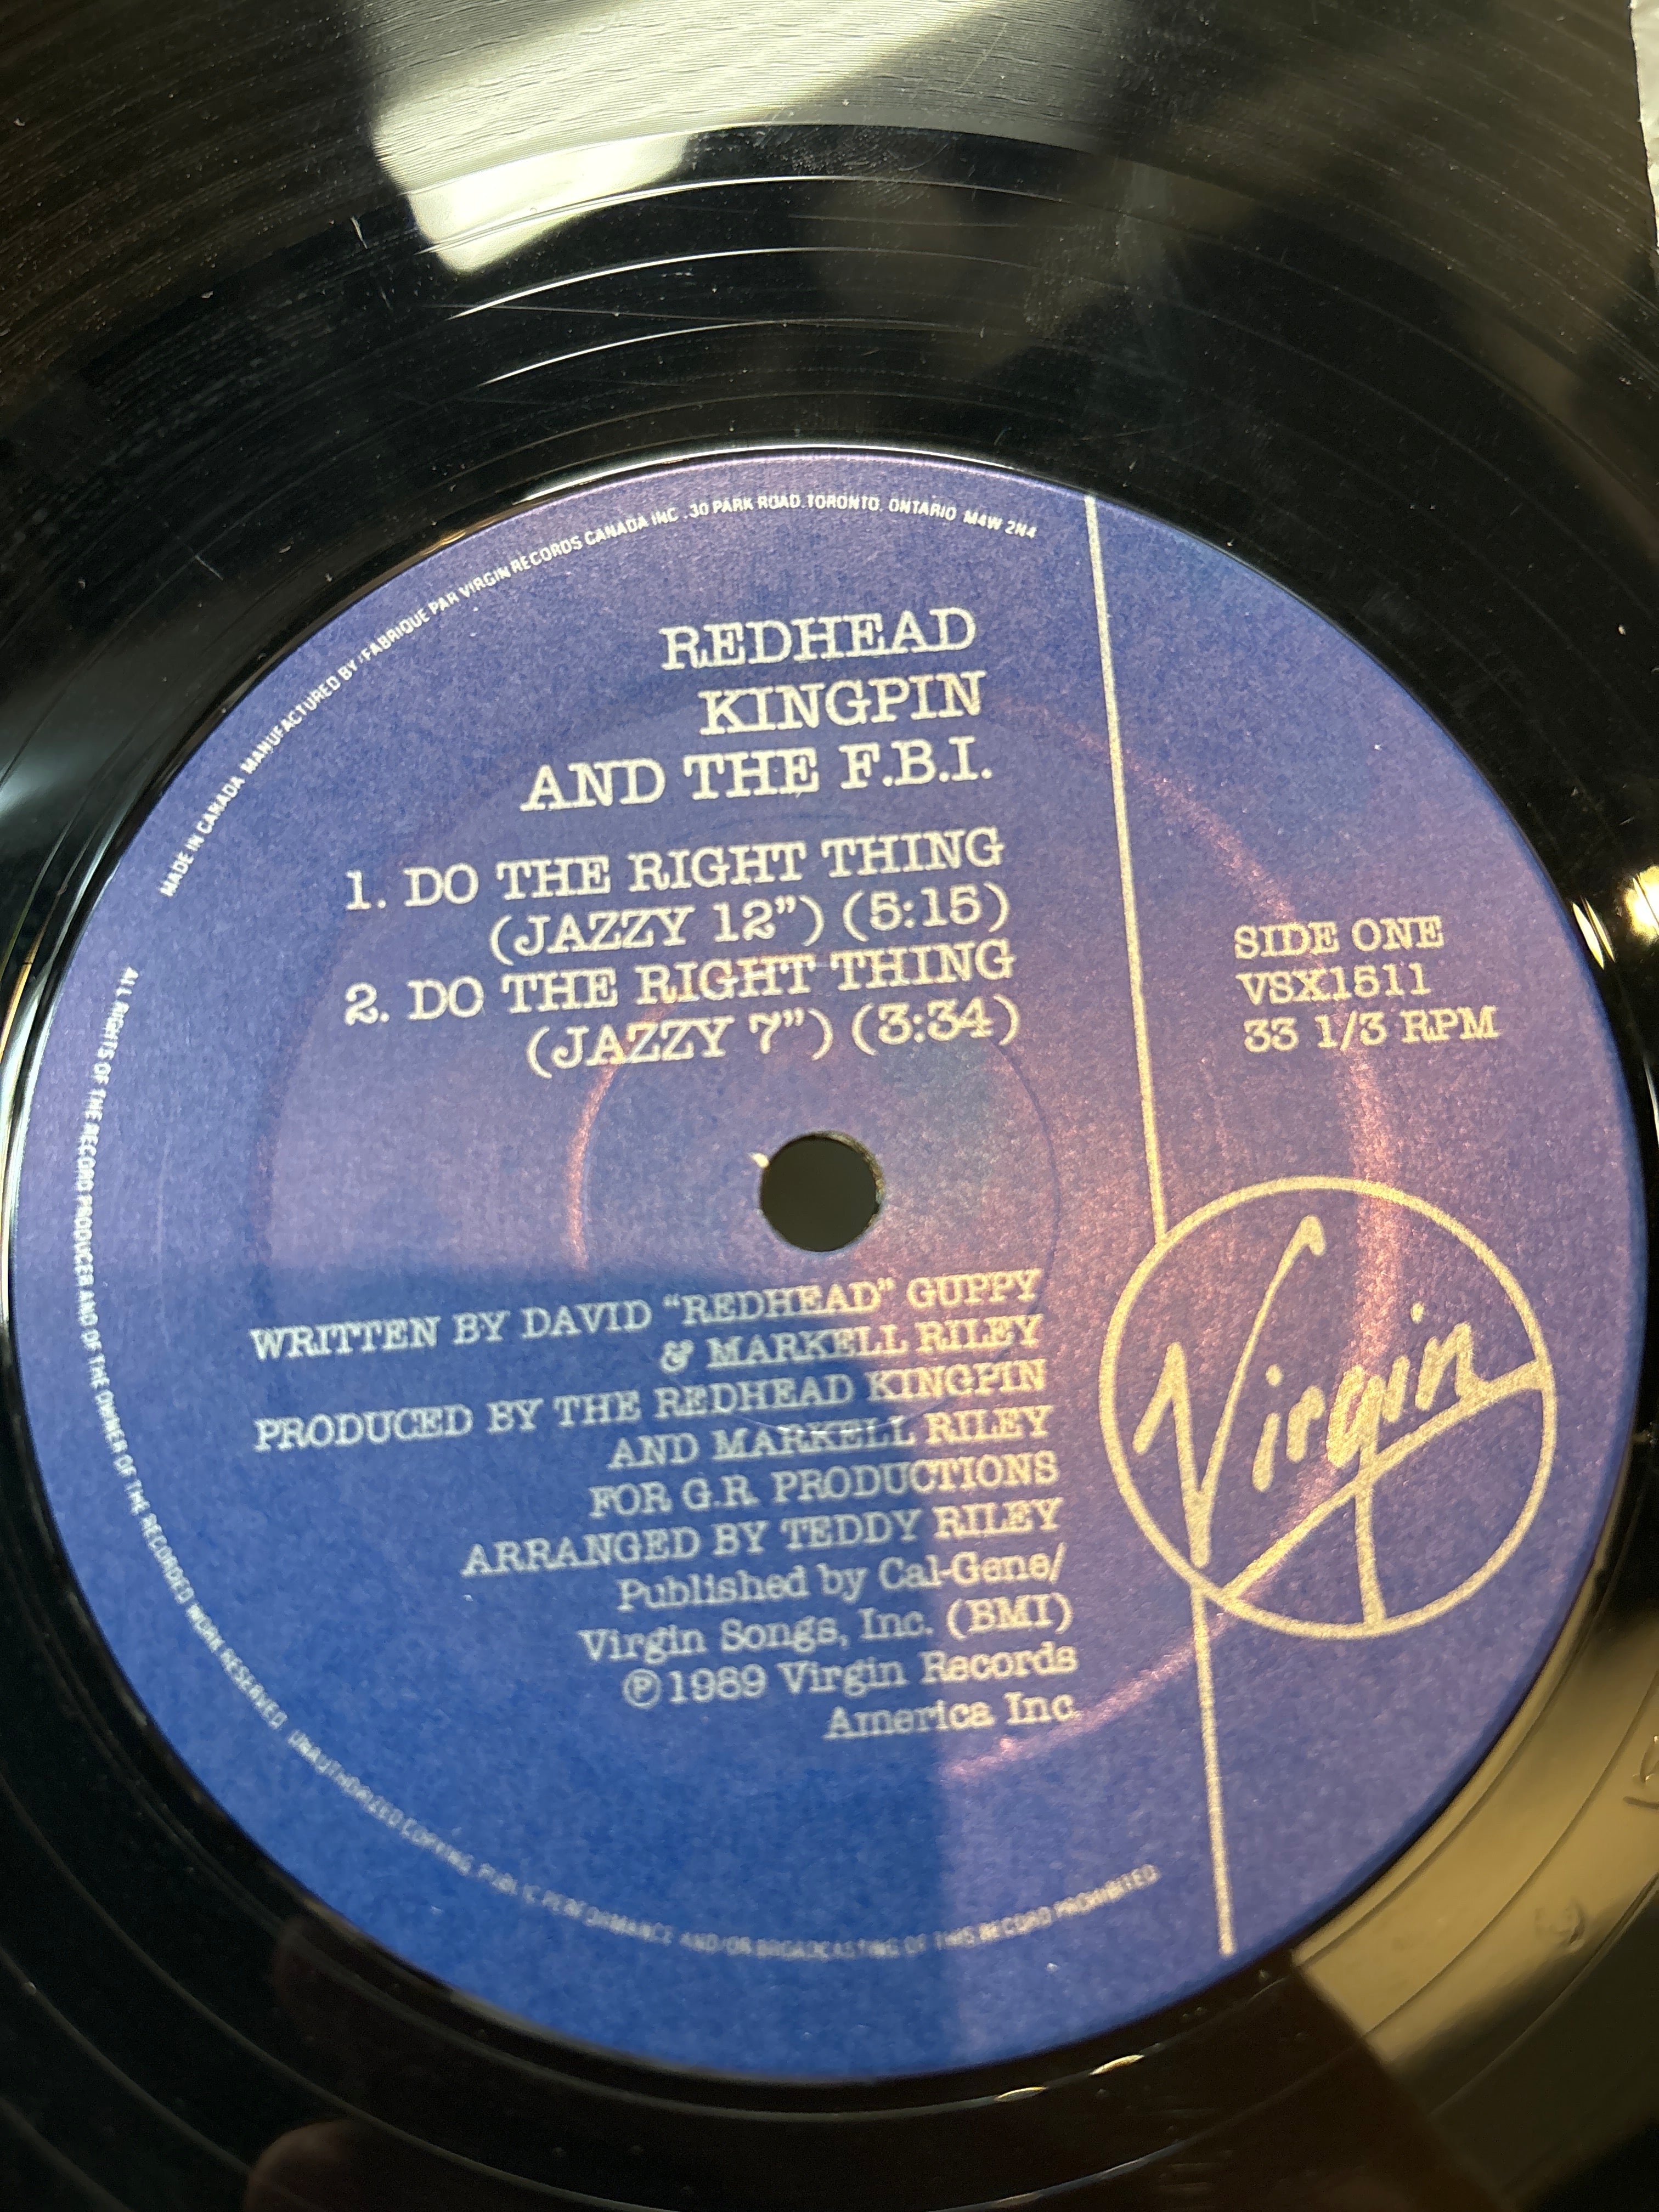 MADE IN CANADA MANUFACTURED BY/FABRIQUE PAR VIRGIN RECORDS CANADA INC. 30 PARK ROAD, TORONTO, ONTARIO M4W 2N4
REDHEAD
KINGPIN
AND THE F.B.I.
1. DO THE RIGHT THING
(JAZZY 12") (5:15)
2. DO THE RIGHT THING
(JAZZY 7") (3:34)
SIDE ONE
VSX1511
33 1/3 RPM
Virgin
WRITTEN BY DAVID "REDHEAD" GUPPY
& MARKELL RILEY
PRODUCED BY THE REDHEAD KINGPIN
AND MARKELL RILEY
FOR G.R. PRODUCTIONS
ARRANGED BY TEDDY RILEY
Published by Cal-Gene/
Virgin Songs, Inc. (BMI)
℗1989 Virgin Records
America Inc.
ALL RIGHTS OF THE RECORD PRODUCER AND OF THE OWNER OF THE RECORDED WORK RESERVED. UNAUTHORIZED COPYING, PUBLIC PERFORMANCE AND/OR BROADCASTING OF THIS RECORD PROHIBITED